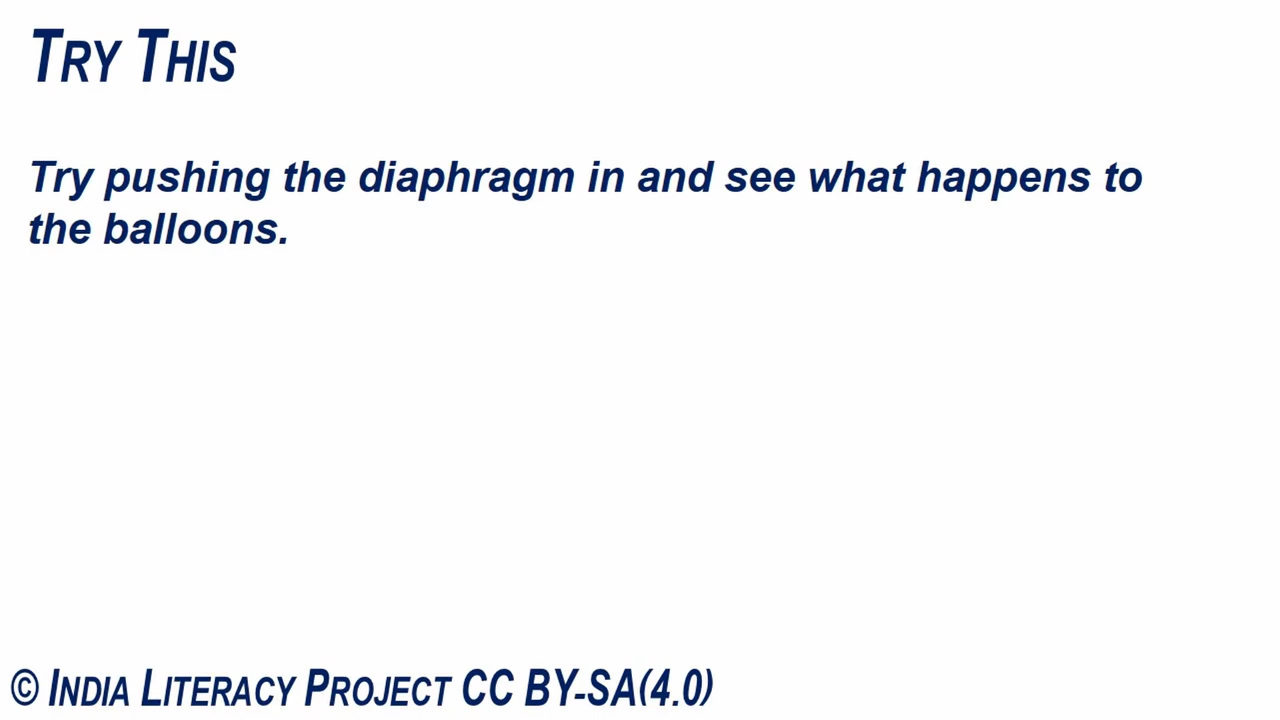 Try This
Try pushing the diaphragm in and see what happens to
the balloons.
© India Literacy Project CC BY-SA(4.0)